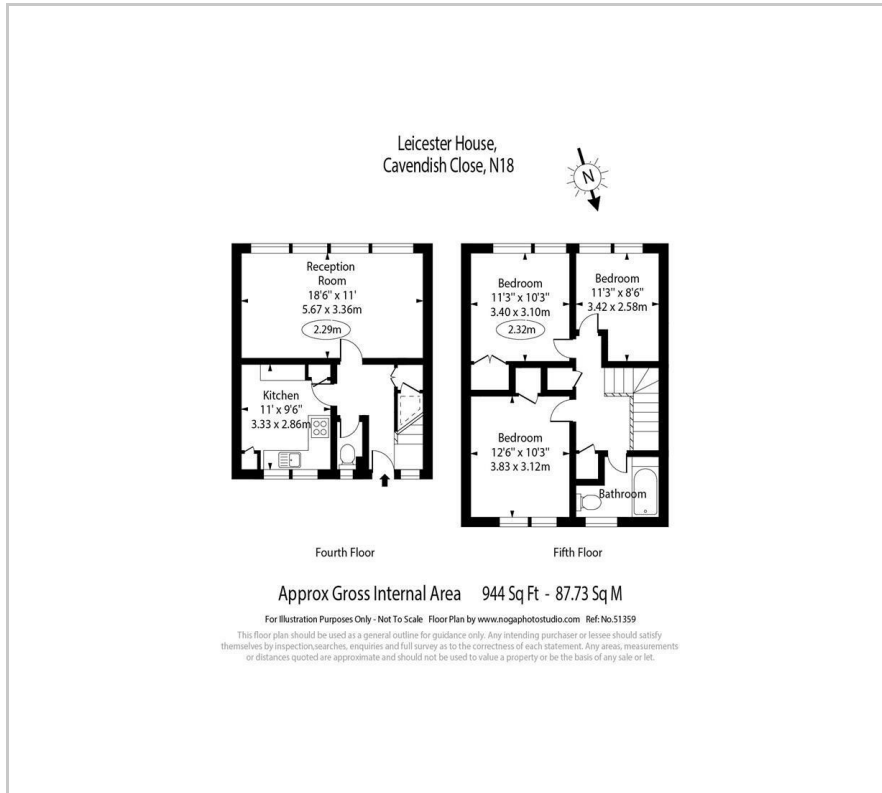 Leicester House,
Cavendish Close, N18
N
Reception
Room
18'6" x 11'
5.67 x 3.36m
2.29m
Kitchen
11' x 9'6"
3.33 x 2.86m
Bedroom
11'3" x 10'3"
3.40 x 3.10m
2.32m
Bedroom
11'3" x 8'6"
3.42 x 2.58m
Bedroom
12'6" x 10'3"
3.83 x 3.12m
Bathroom
Fourth Floor
Fifth Floor
Approx Gross Internal Area 944 Sq Ft - 87.73 Sq M
For Illustration Purposes Only - Not To Scale Floor Plan by www.nogaphotostudio.com Ref: No.51359
This floor plan should be used as a general outline for guidance only. Any intending purchaser or lessee should satisfy
themselves by inspection,searches, enquiries and full survey as to the correctness of each statement. Any areas, measurements
or distances quoted are approximate and should not be used to value a property or be the basis of any sale or let.